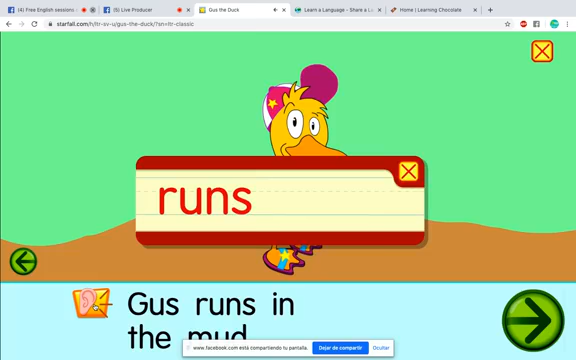 (4) Free English sessions
(5) Live Producer
Gus the Duck
Learn a Language - Share a L
Home | Learning Chocolate
starfall.com/h/ltr-sv-u/gus-the-duck/?sn=ltr-classic
runs
Gus runs in
the mud
www.facebook.com está compartiendo tu pantalla.
Dejar de compartir
Ocultar